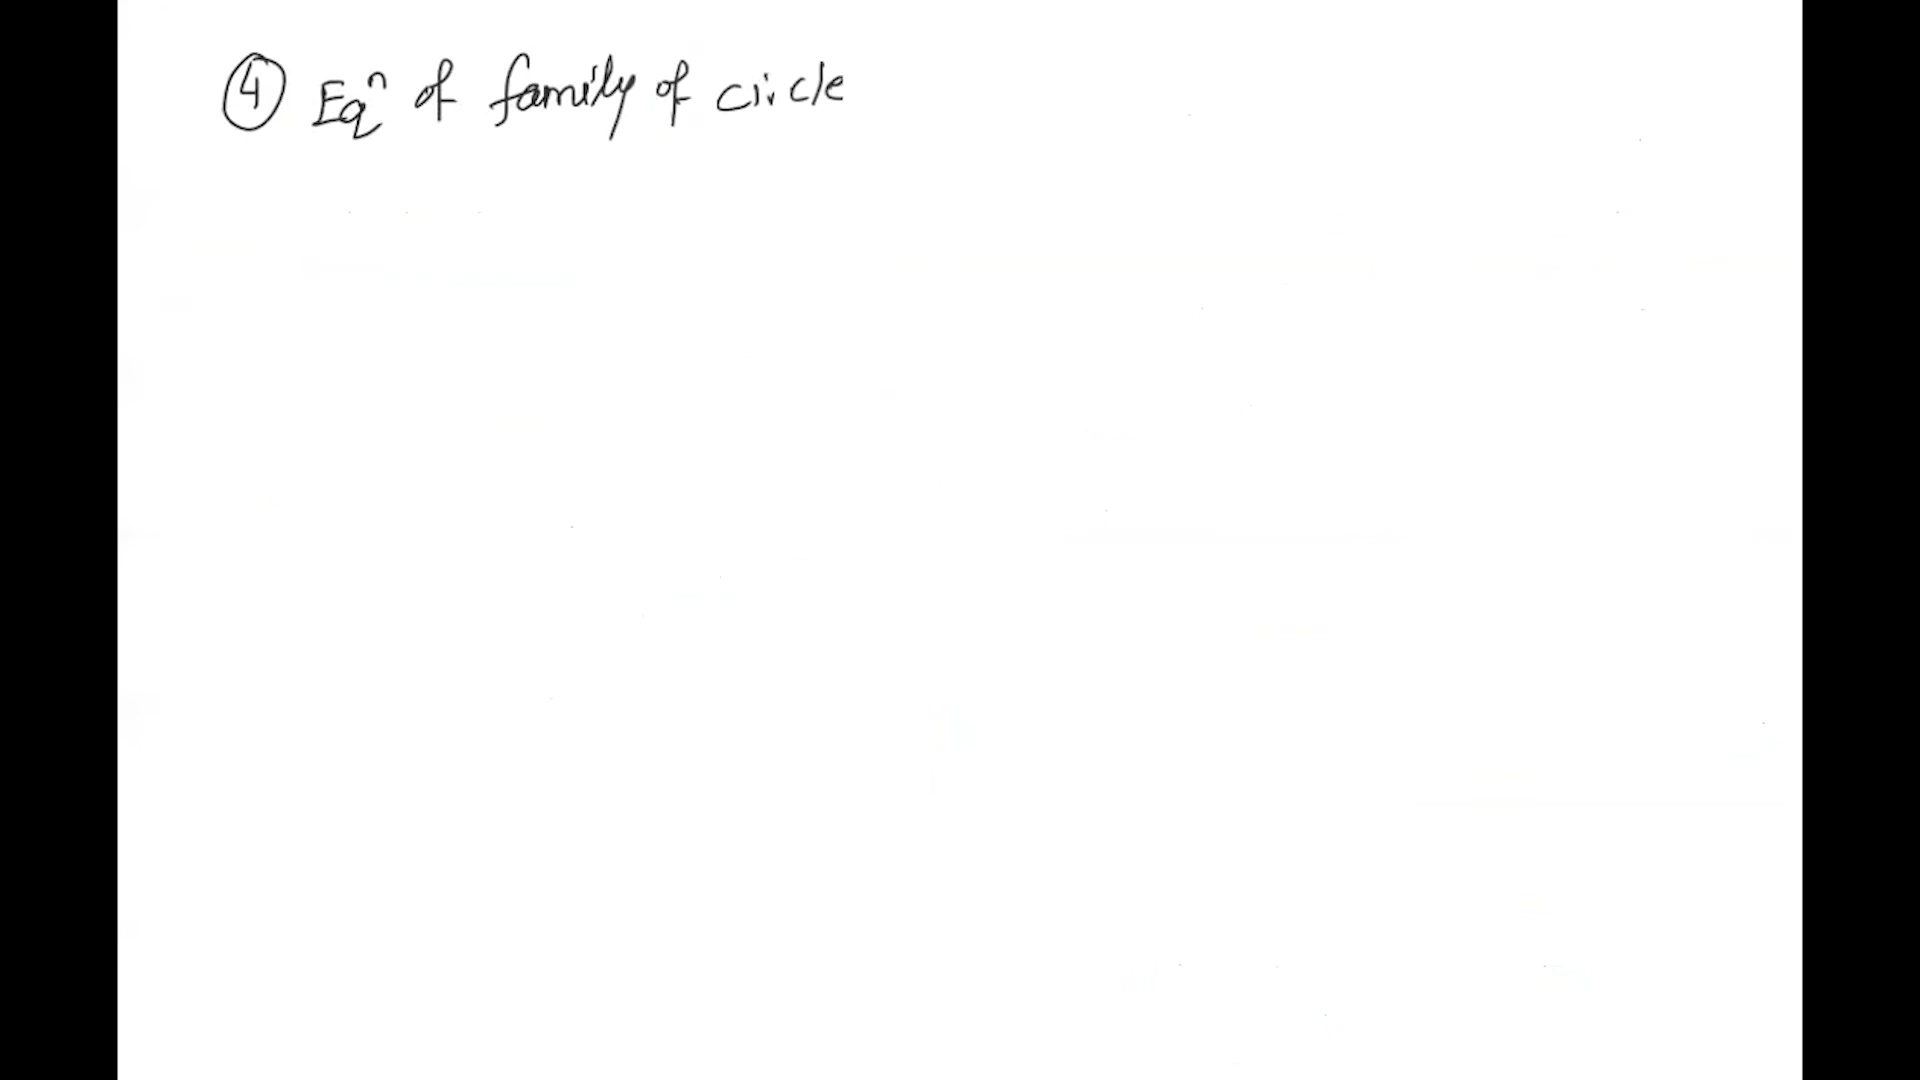 ④ Eqⁿ of family of circle